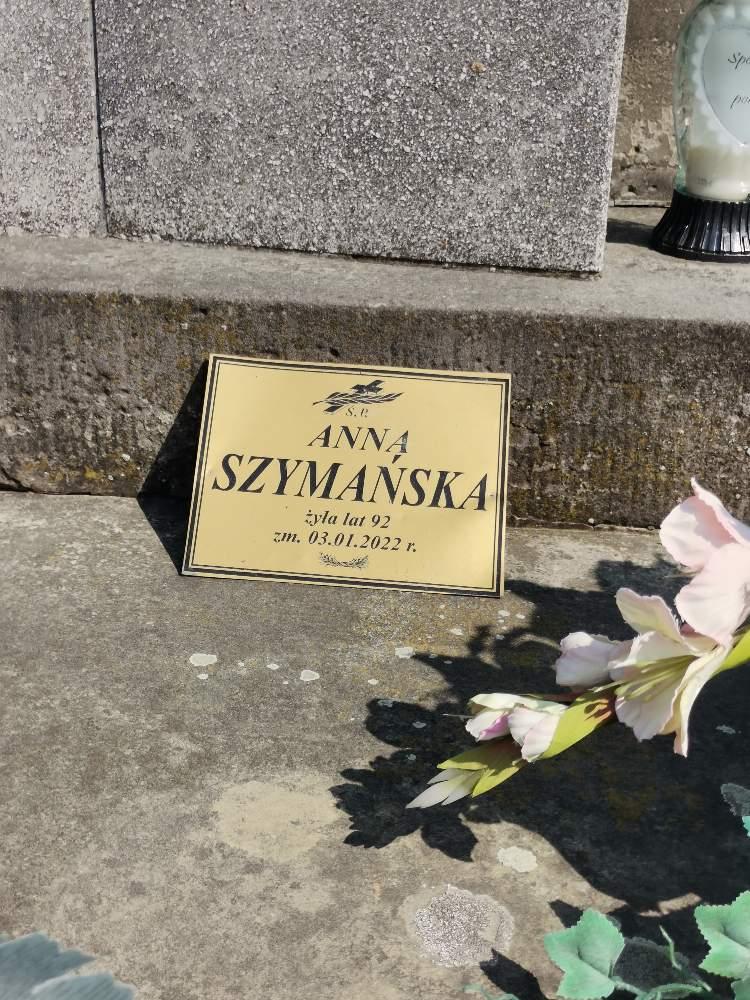 Ś.P.
ANNA
SZYMAŃSKA
żyła lat 92
zm. 03.01.2022 r.